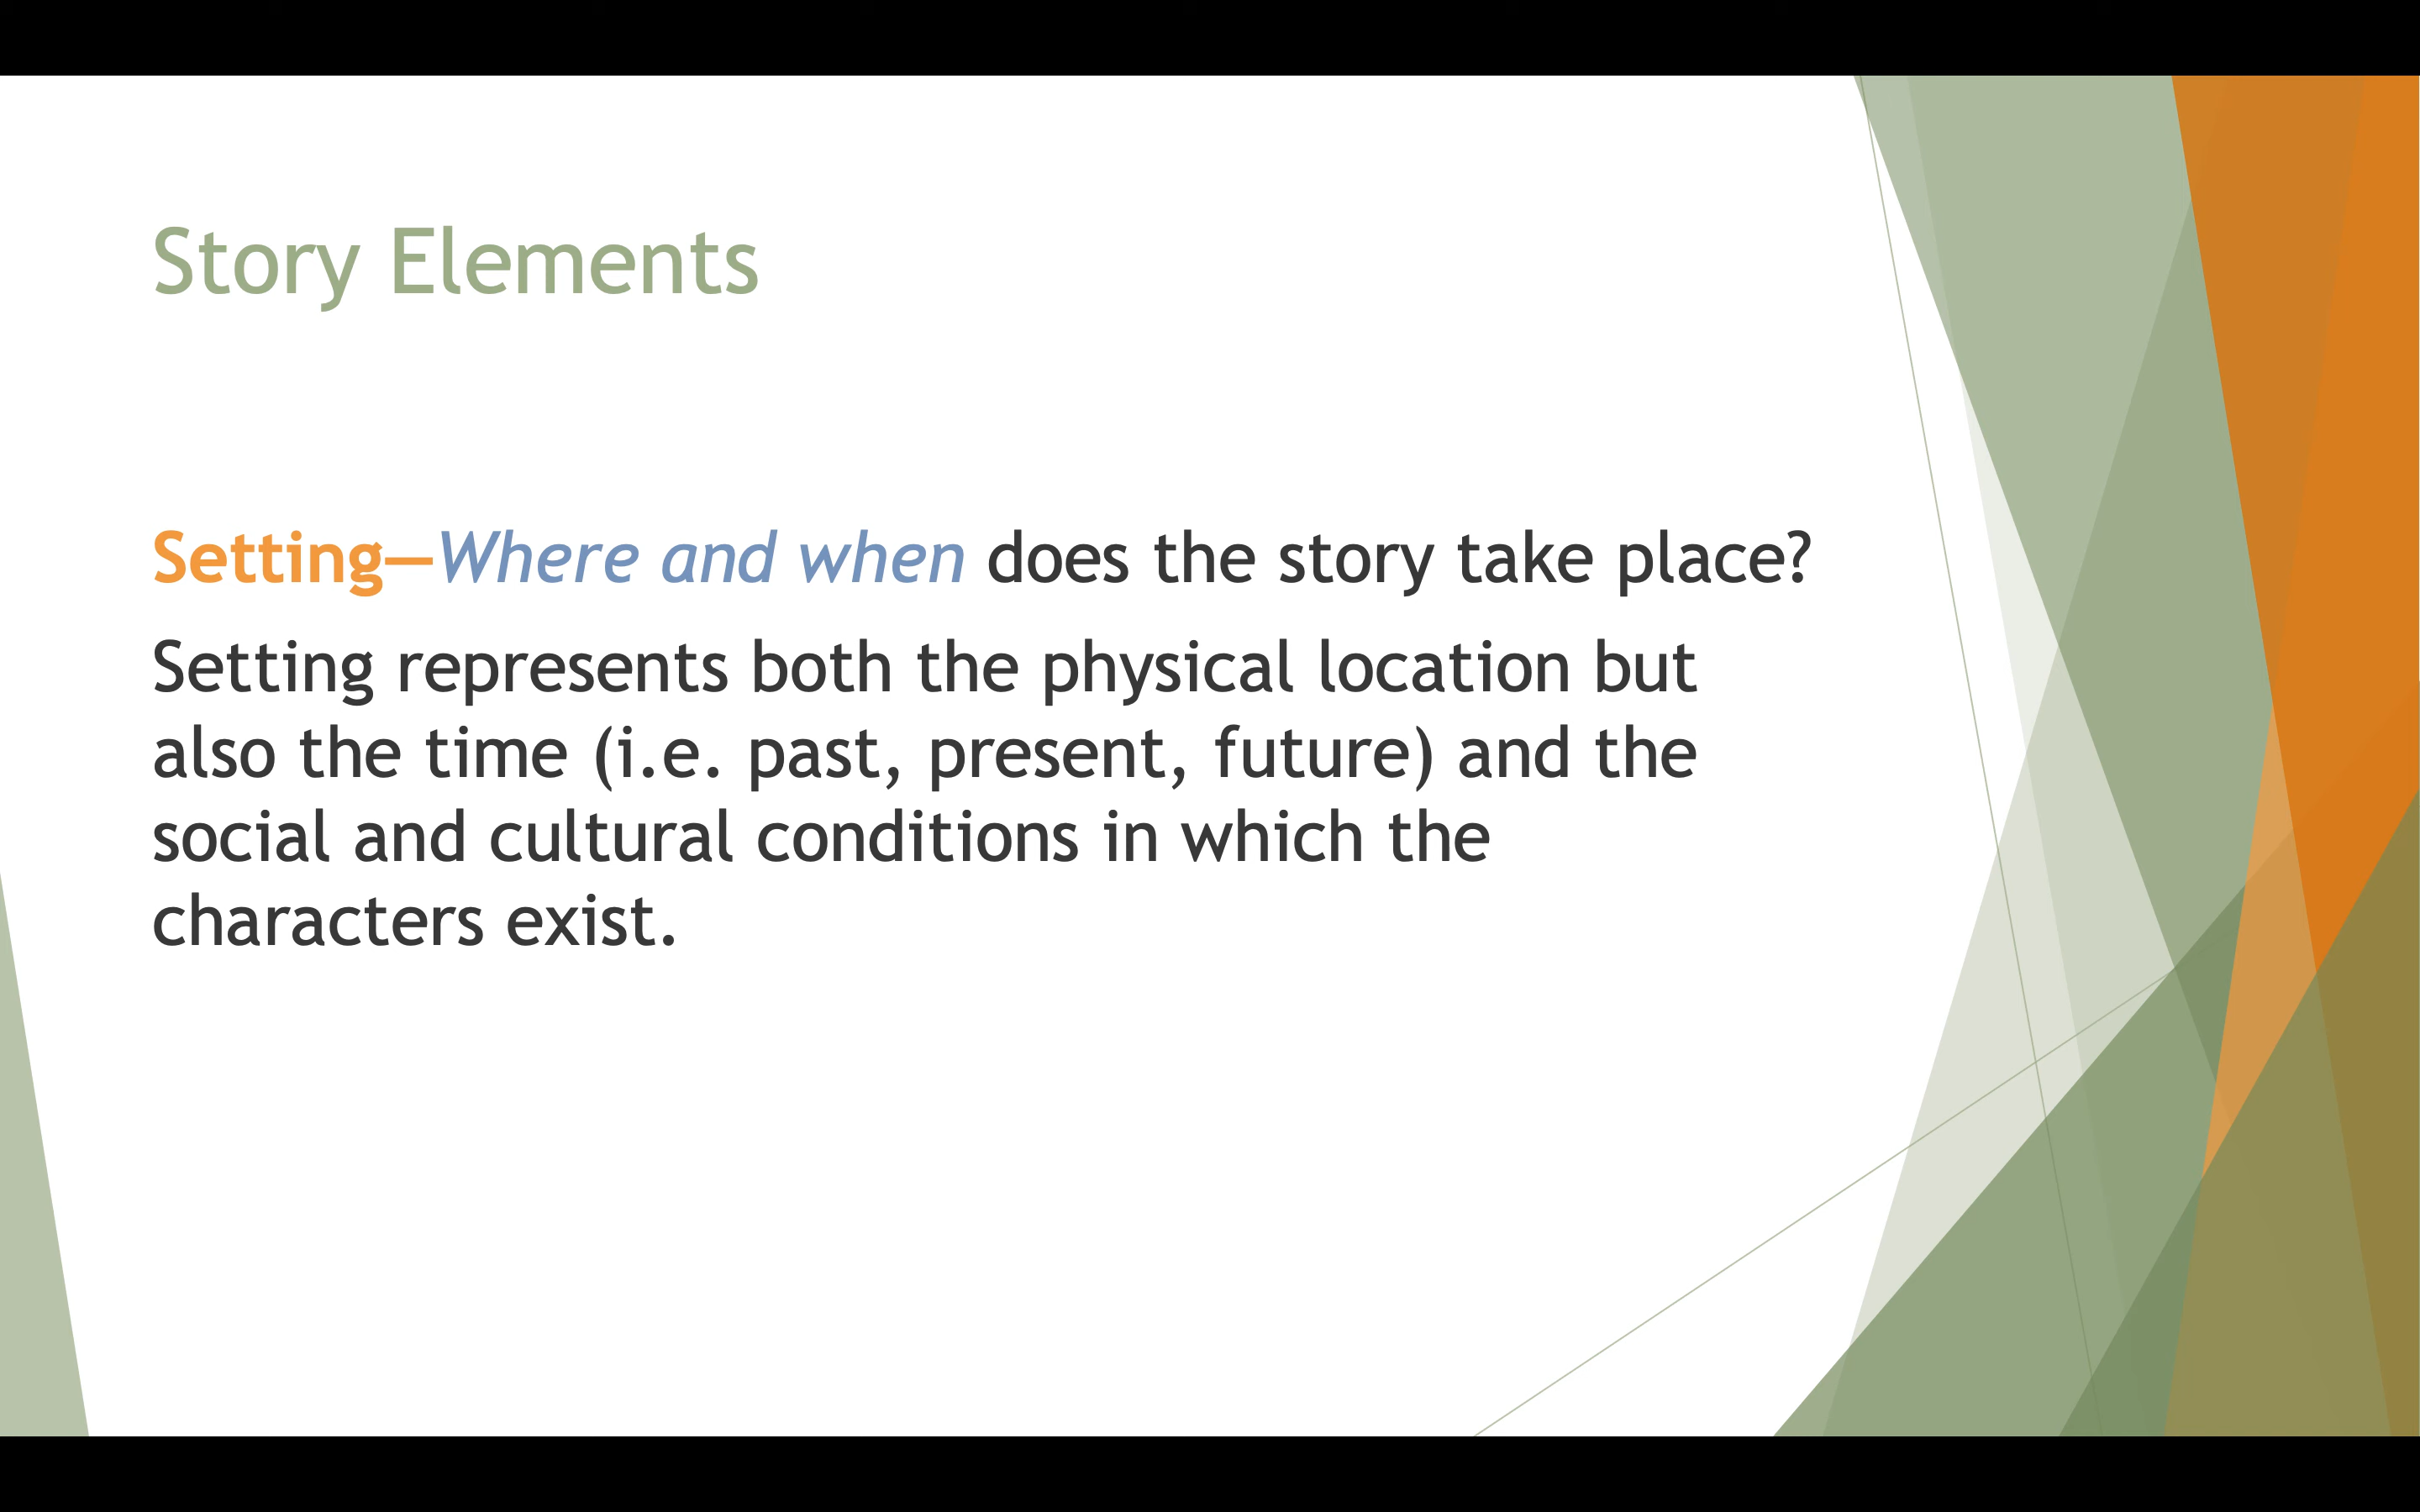 Story Elements
Setting—Where and when does the story take place?
Setting represents both the physical location but
also the time (i.e. past, present, future) and the
social and cultural conditions in which the
characters exist.